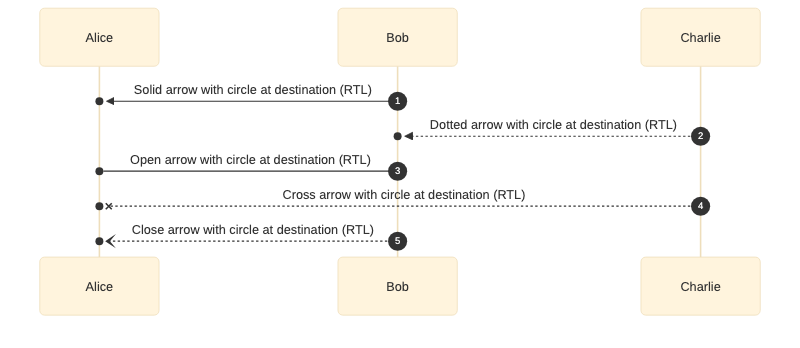 Alice
Bob
Charlie
Solid arrow with circle at destination (RTL)
1
Dotted arrow with circle at destination (RTL)
2
Open arrow with circle at destination (RTL)
3
Cross arrow with circle at destination (RTL)
4
Close arrow with circle at destination (RTL)
5
Alice
Bob
Charlie